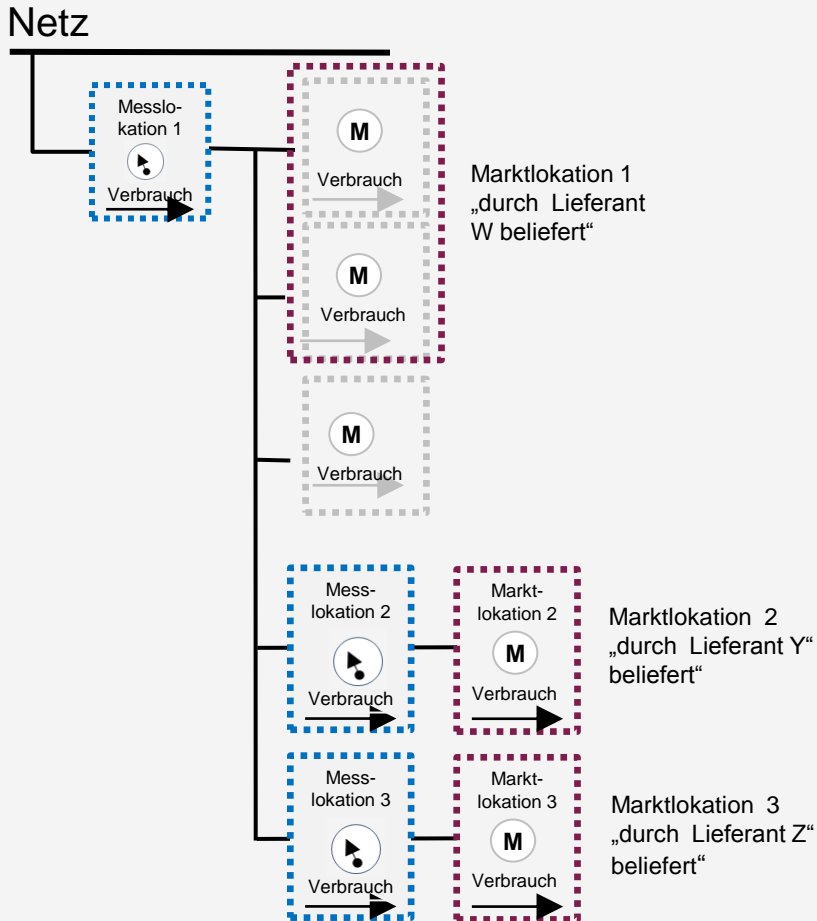 Netz
Messlo-
kation 1
Verbrauch
M
Verbrauch
M
Verbrauch
Marktlokation 1
„durch Lieferant
W beliefert“
M
Verbrauch
Mess-
lokation 2
Verbrauch
Markt-
lokation 2
M
Verbrauch
Marktlokation 2
„durch Lieferant Y“
beliefert“
Mess-
lokation 3
Verbrauch
Markt-
lokation 3
M
Verbrauch
Marktlokation 3
„durch Lieferant Z“
beliefert“